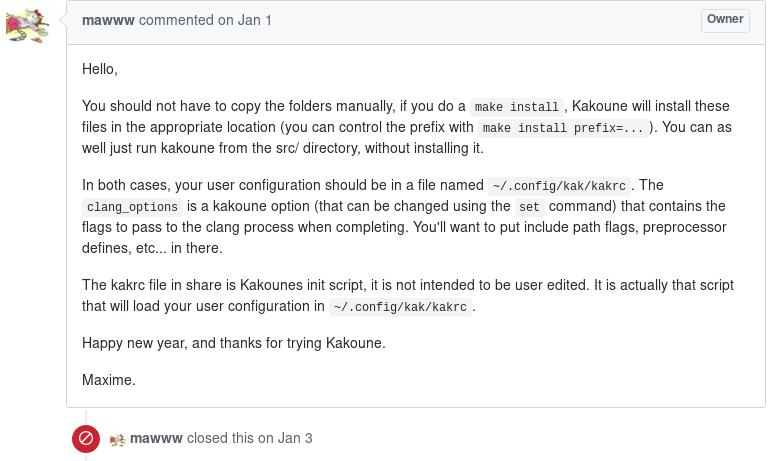 mawww commented on Jan 1
Owner
Hello,
You should not have to copy the folders manually, if you do a make install, Kakoune will install these
files in the appropriate location (you can control the prefix with make install prefix=...). You can as
well just run kakoune from the src/ directory, without installing it.
In both cases, your user configuration should be in a file named ~/.config/kak/kakrc. The
clang_options is a kakoune option (that can be changed using the set command) that contains the
flags to pass to the clang process when completing. You'll want to put include path flags, preprocessor
defines, etc... in there.
The kakrc file in share is Kakounes init script, it is not intended to be user edited. It is actually that script
that will load your user configuration in ~/.config/kak/kakrc.
Happy new year, and thanks for trying Kakoune.
Maxime.
mawww closed this on Jan 3